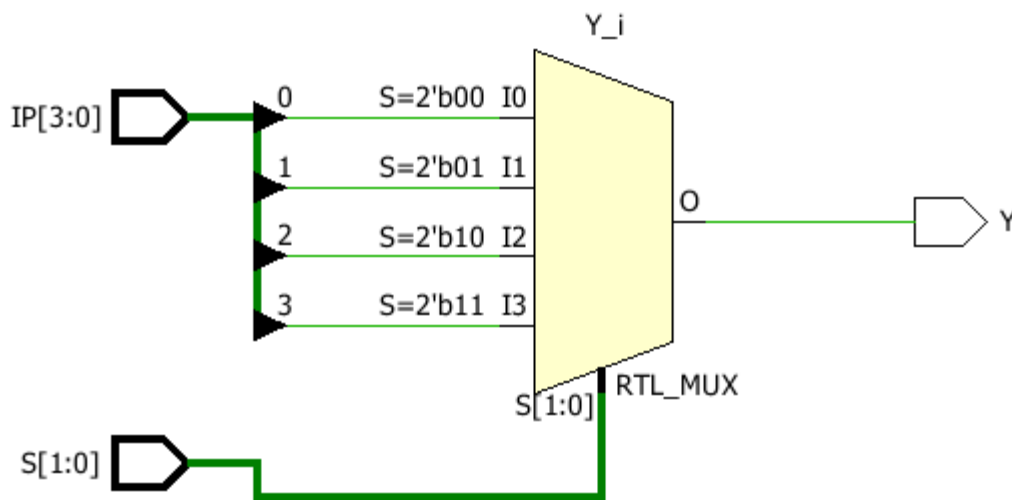 Y_i
IP[3:0]
0 S=2'b00 I0
1 S=2'b01 I1
2 S=2'b10 I2
3 S=2'b11 I3
O
Y
RTL_MUX
S[1:0]
S[1:0]